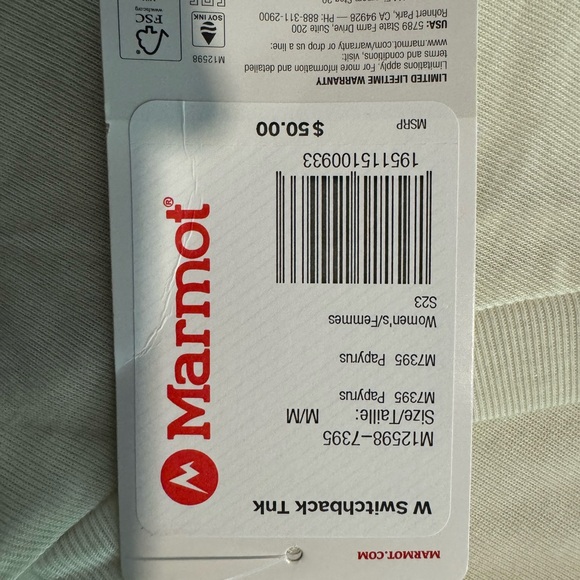 MARMOT.COM
W Switchback Tnk
Marmot®
M12598-7395
Size/Taille: M/M
M7395 Papyrus
M7395 Papyrus
Women's/Femmes
S23
195115100933
MSRP $50.00
LIMITED LIFETIME WARRANTY
Limitations apply. For more information and detailed
terms and conditions, visit:
www.marmot.com/warranty or drop us a line:
USA: 5789 State Farm Drive, Suite 200
Rohnert Park, CA 94928 — PH: 888-311-2900
M12598
SOY INK
FSC